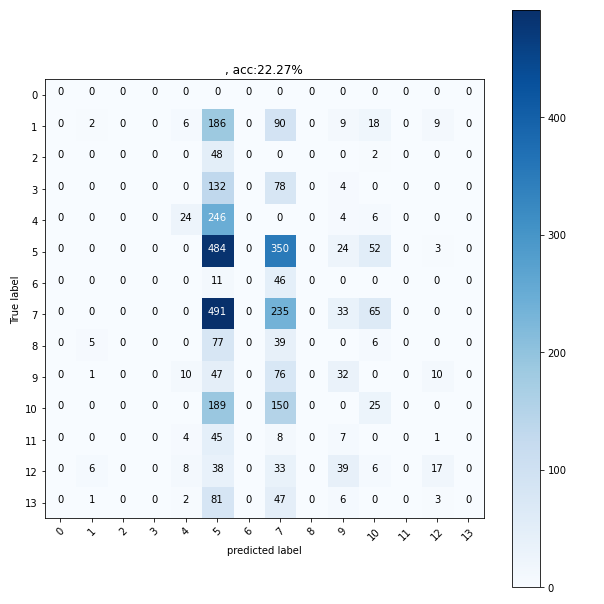 , acc:22.27%
0 0 0 0 0 0 0 0 0 0 0 0 0 0 0
1 0 2 0 0 6 186 0 90 0 9 18 0 9 0
2 0 0 0 0 0 48 0 0 0 0 2 0 0 0
3 0 0 0 0 0 132 0 78 0 4 0 0 0 0
4 0 0 0 0 24 246 0 0 0 4 6 0 0 0
5 0 0 0 0 0 484 0 350 0 24 52 0 3 0
6 0 0 0 0 0 11 0 46 0 0 0 0 0 0
7 0 0 0 0 0 491 0 235 0 33 65 0 0 0
8 0 5 0 0 0 77 0 39 0 0 6 0 0 0
9 0 1 0 0 10 47 0 76 0 32 0 0 10 0
10 0 0 0 0 0 189 0 150 0 0 25 0 0 0
11 0 0 0 0 4 45 0 8 0 7 0 0 1 0
12 0 6 0 0 8 38 0 33 0 39 6 0 17 0
13 0 1 0 0 2 81 0 47 0 6 0 0 3 0
0 1 2 3 4 5 6 7 8 9 10 11 12 13
predicted label
True label
400
300
200
100
0